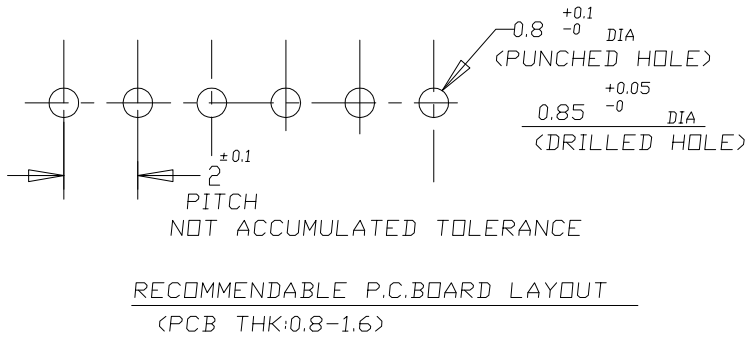 0.8 +0.1 -0 DIA
(PUNCHED HOLE)
0.85 +0.05 -0 DIA
(DRILLED HOLE)
2 ±0.1
PITCH
NOT ACCUMULATED TOLERANCE
RECOMMENDABLE P.C.BOARD LAYOUT
(PCB THK:0.8-1.6)